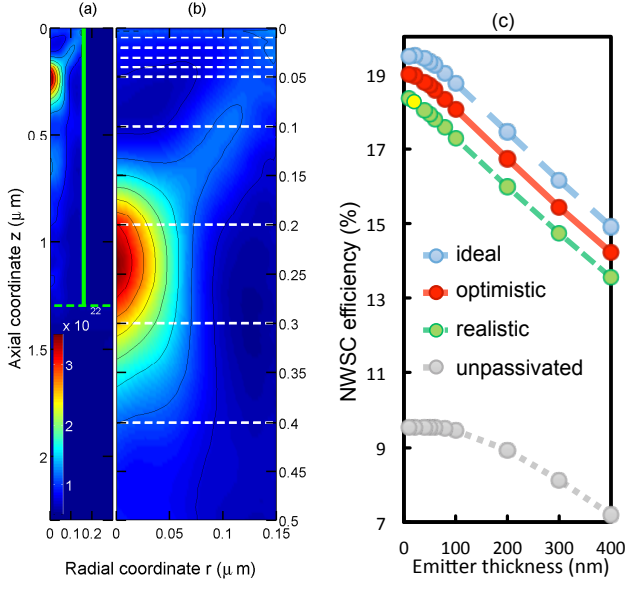 (a)
(b)
(c)
0
0 5
1
1.5
2
Axial coordinate z (μ m)
x 10
22
3
2
1
0 0.1 0.2
0
0.05
0.1
0.15
0.2
0.25
0.3
0.35
0.4
0.45
0.5
0 0.05 0.1 0.15
Radial coordinate r (μ m)
NWSC efficiency (%)
19
17
15
13
11
9
7
ideal
optimistic
realistic
unpassivated
0 100 200 300 400
Emitter thickness (nm)